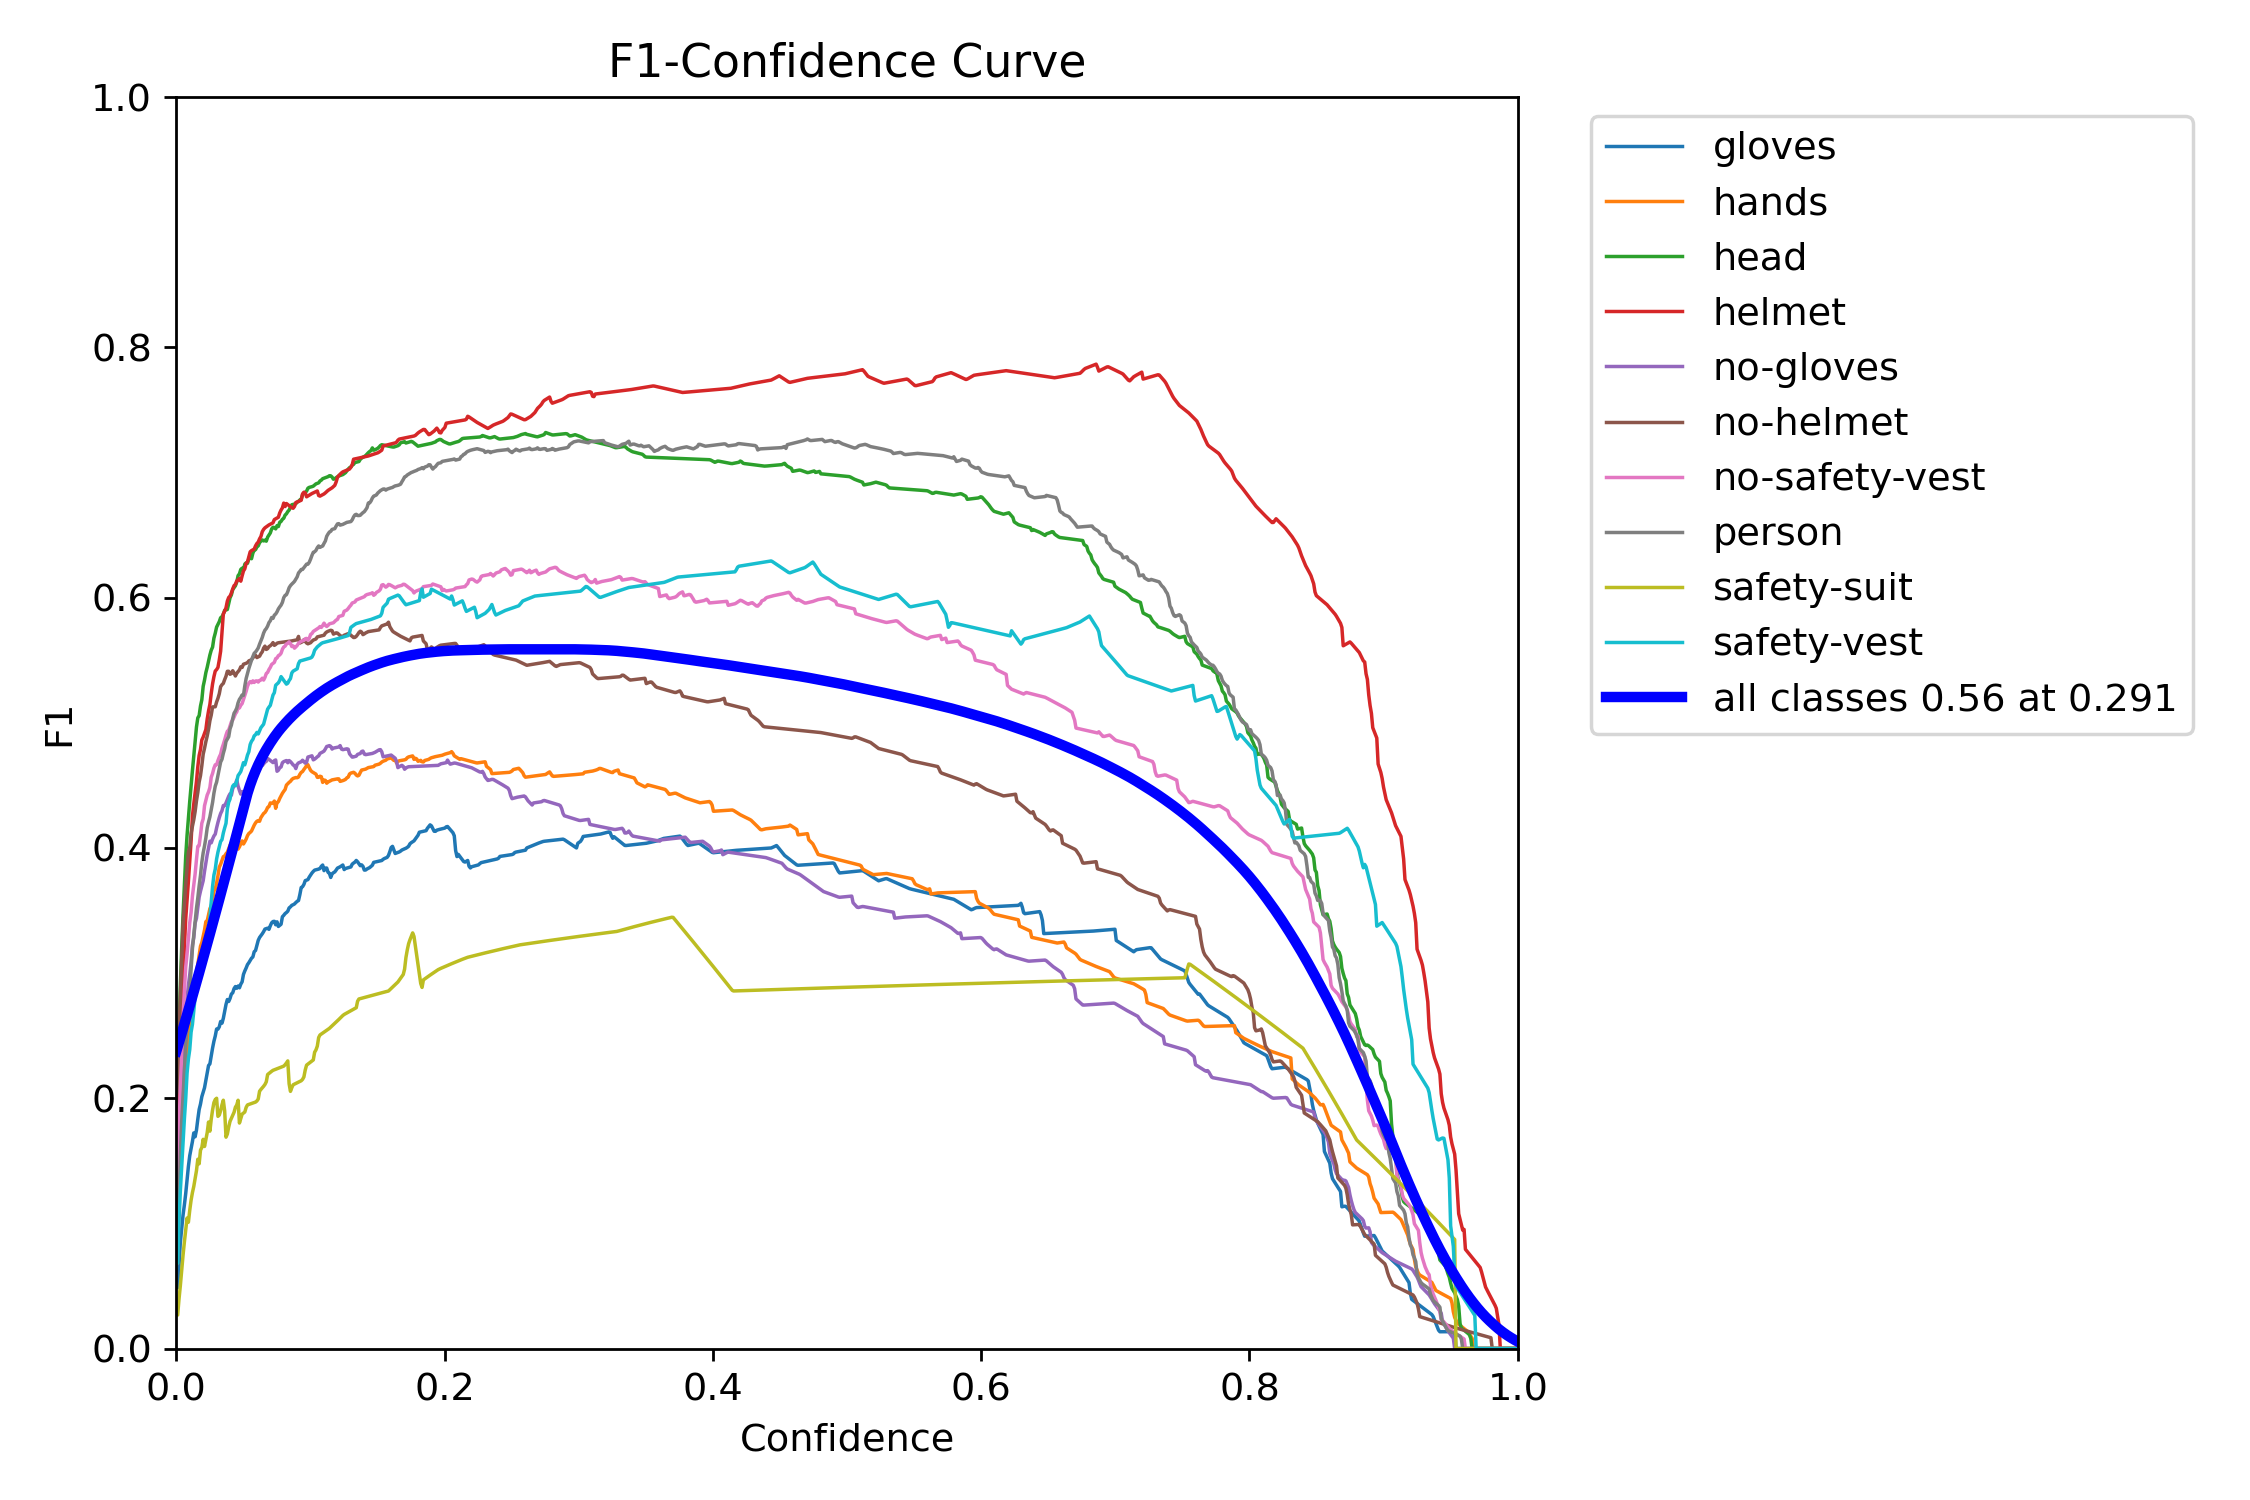 F1-Confidence Curve
1.0
0.8
0.6
0.4
0.2
0.0
F1
0.0 0.2 0.4 0.6 0.8 1.0
Confidence
gloves
hands
head
helmet
no-gloves
no-helmet
no-safety-vest
person
safety-suit
safety-vest
all classes 0.56 at 0.291